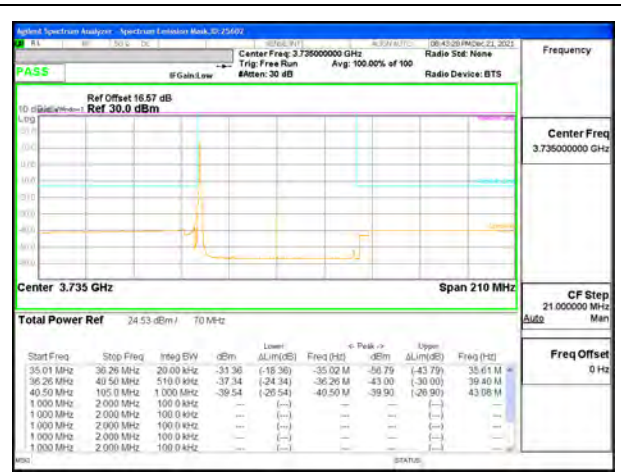 Agilent Spectrum Analyzer - Spectrum Emission Mask, ID:25602
RL RF 50 Ω DC SENSE:INT ALIGN AUTO 08:43:28 PM Dec 21, 2021
Center Freq: 3.735000000 GHz Radio Std: None
Trig: Free Run Avg: 100.00% of 100
PASS IFGain:Low #Atten: 30 dB Radio Device: BTS
Frequency
Ref Offset 16.57 dB
10 dB Ref 30.0 dBm
Log
Center Freq
3.735000000 GHz
Center 3.735 GHz Span 210 MHz
CF Step
21.000000 MHz
Auto Man
Total Power Ref 24.53 dBm / 70 MHz
Freq Offset
0 Hz
Lower <- Peak -> Upper
Start Freq Stop Freq Integ BW dBm ΔLim(dB) Freq (Hz) dBm ΔLim(dB) Freq (Hz)
35.01 MHz 36.26 MHz 20.00 kHz -31.36 (-18.36) -35.02 M -56.79 (-43.79) 35.61 M
36.26 MHz 40.50 MHz 510.0 kHz -37.34 (-24.34) -36.26 M -43.00 (-30.00) 39.40 M
40.50 MHz 105.0 MHz 1.000 MHz -39.54 (-26.54) -40.50 M -39.90 (-26.90) 43.08 M
1.000 MHz 2.000 MHz 100.0 kHz --- (---) --- --- (---) ---
1.000 MHz 2.000 MHz 100.0 kHz --- (---) --- --- (---) ---
1.000 MHz 2.000 MHz 100.0 kHz --- (---) --- --- (---) ---
1.000 MHz 2.000 MHz 100.0 kHz --- (---) --- --- (---) ---
1.000 MHz 2.000 MHz 100.0 kHz --- (---) --- --- (---) ---
MSG STATUS